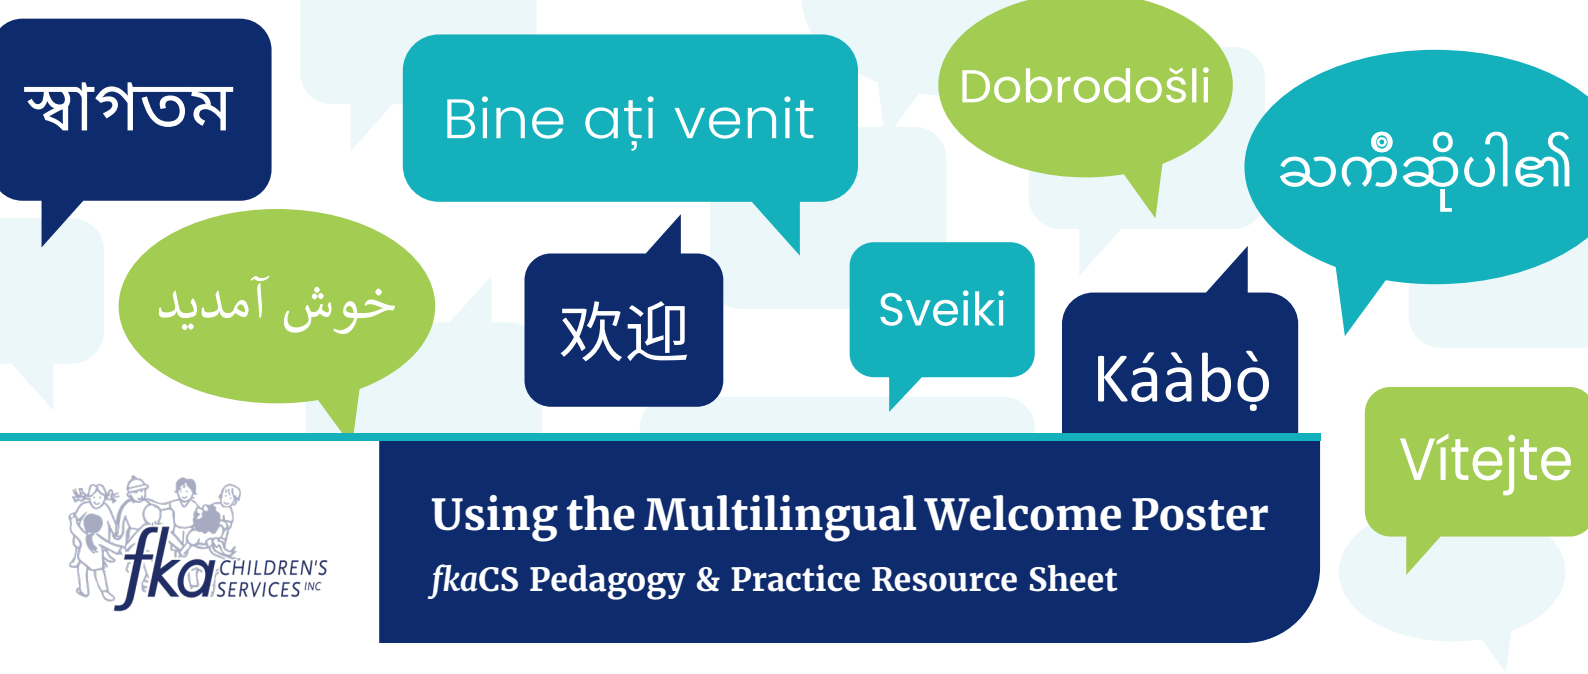 স্বাগতম
Bine ați venit
Dobrodošli
ဆကိံဆိုပါ၏
خوش آمدید
欢迎
Sveiki
Káàbọ̀
Vítejte
fka CHILDREN'S
SERVICES INC
Using the Multilingual Welcome Poster
fkaCS Pedagogy & Practice Resource Sheet